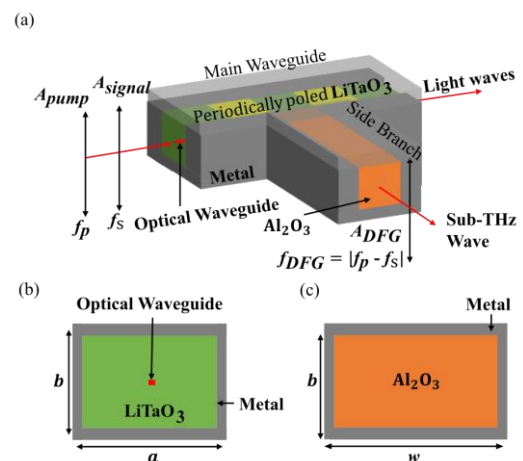 (a)
Main Waveguide
A_pump
A_signal
Periodically poled LiTaO3
Light waves
Side Branch
Metal
f_p
f_s
Optical Waveguide
Al₂O₃
A_DFG
Sub-THz
Wave
f_DFG = |f_p - f_s|
(b)
Optical Waveguide
b
LiTaO3
Metal
a
(c)
Metal
b
Al₂O₃
w